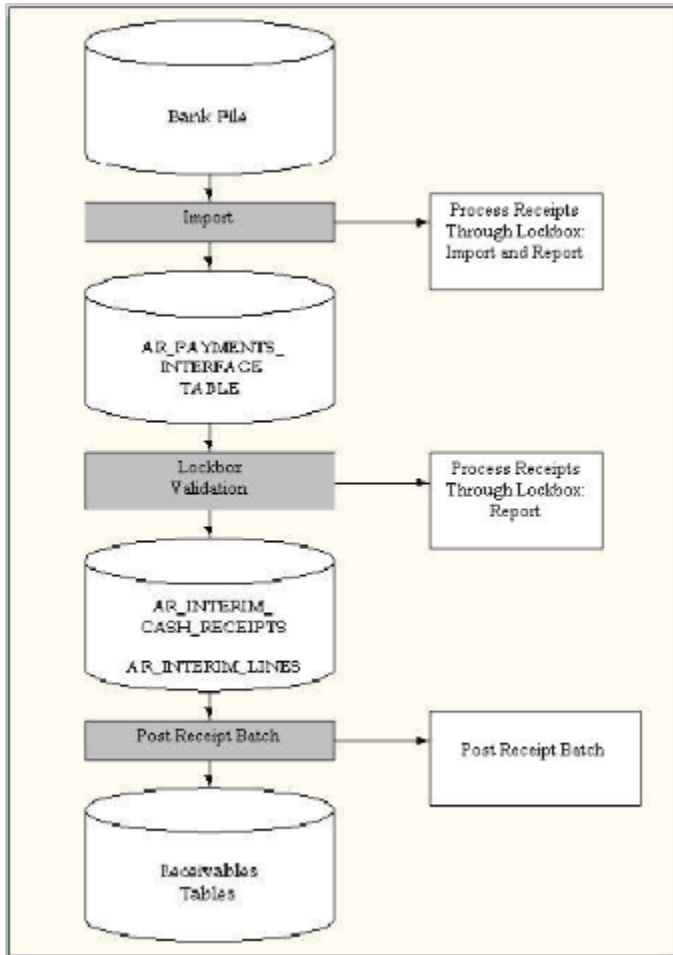 Bank File
Import
Process Receipts
Through Lockbox:
Import and Report
AR_PAYMENTS_
INTERFACE
TABLE
Lockbox
Validation
Process Receipts
Through Lockbox:
Report
AR_INTERIM_
CASH_RECEIPTS
AR_INTERIM_LINES
Post Receipt Batch
Post Receipt Batch
Receivables
Tables